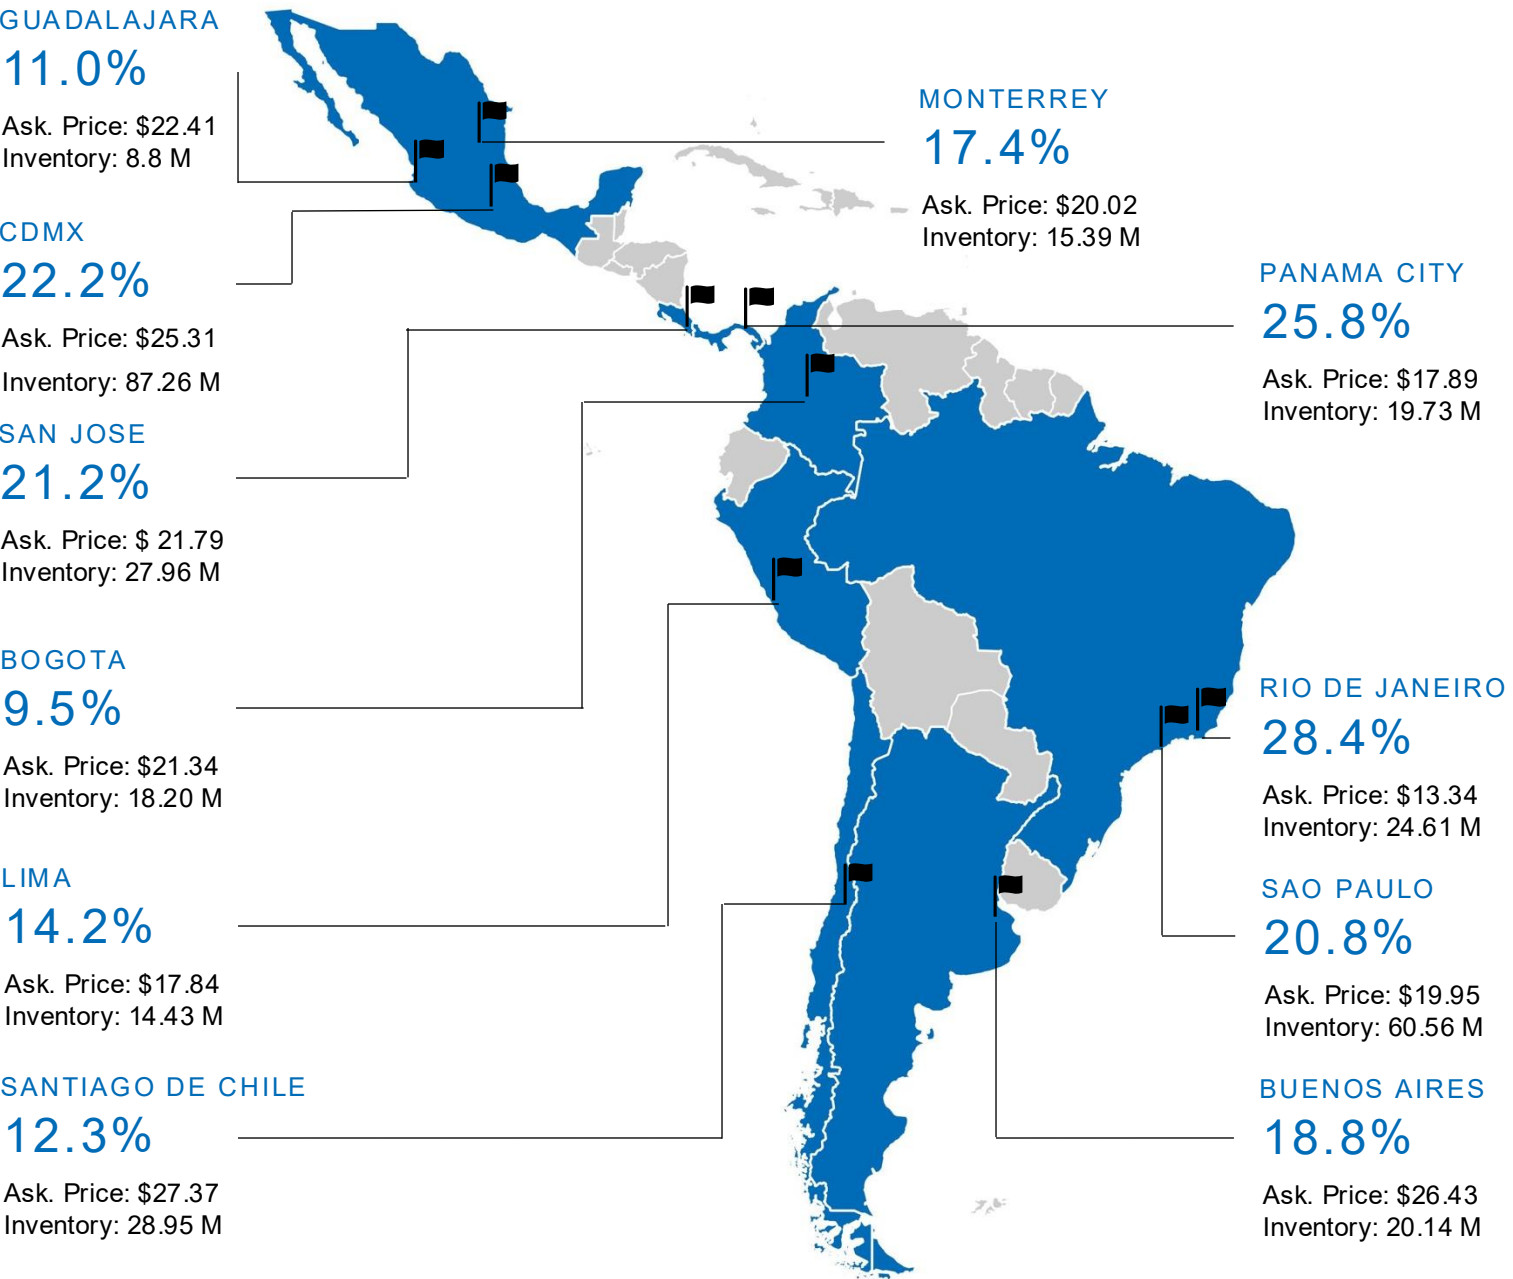 GUADALAJARA
11.0%
Ask. Price: $22.41
Inventory: 8.8 M
CDMX
22.2%
Ask. Price: $25.31
Inventory: 87.26 M
SAN JOSE
21.2%
Ask. Price: $ 21.79
Inventory: 27.96 M
BOGOTA
9.5%
Ask. Price: $21.34
Inventory: 18.20 M
LIMA
14.2%
Ask. Price: $17.84
Inventory: 14.43 M
SANTIAGO DE CHILE
12.3%
Ask. Price: $27.37
Inventory: 28.95 M
MONTERREY
17.4%
Ask. Price: $20.02
Inventory: 15.39 M
PANAMA CITY
25.8%
Ask. Price: $17.89
Inventory: 19.73 M
RIO DE JANEIRO
28.4%
Ask. Price: $13.34
Inventory: 24.61 M
SAO PAULO
20.8%
Ask. Price: $19.95
Inventory: 60.56 M
BUENOS AIRES
18.8%
Ask. Price: $26.43
Inventory: 20.14 M